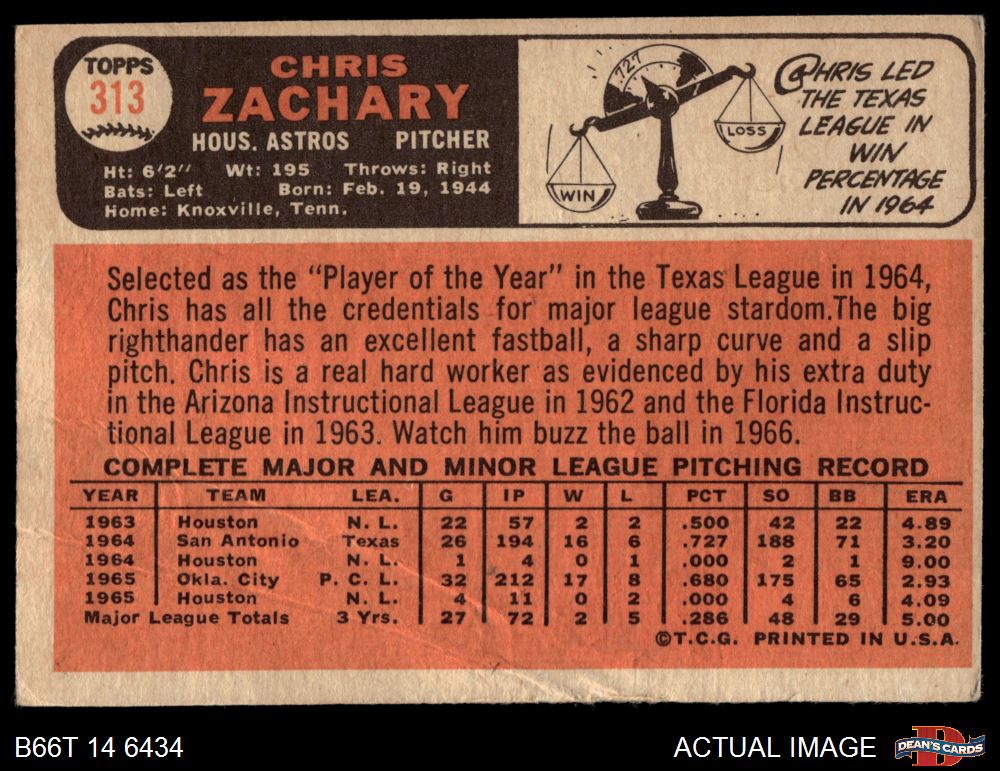 TOPPS
313
CHRIS
ZACHARY
HOUS. ASTROS PITCHER
Ht: 6'2" Wt: 195 Throws: Right
Bats: Left Born: Feb. 19, 1944
Home: Knoxville, Tenn.
727
WIN
LOSS
CHRIS LED
THE TEXAS
LEAGUE IN
WIN
PERCENTAGE
IN 1964
Selected as the "Player of the Year" in the Texas League in 1964,
Chris has all the credentials for major league stardom.The big
righthander has an excellent fastball, a sharp curve and a slip
pitch. Chris is a real hard worker as evidenced by his extra duty
in the Arizona Instructional League in 1962 and the Florida Instruc-
tional League in 1963. Watch him buzz the ball in 1966.
COMPLETE MAJOR AND MINOR LEAGUE PITCHING RECORD
YEAR TEAM LEA. G IP W L PCT SO BB ERA
1963 Houston N. L. 22 57 2 2 .500 42 22 4.89
1964 San Antonio Texas 26 194 16 6 .727 188 71 3.20
1964 Houston N. L. 1 4 0 1 .000 2 1 9.00
1965 Okla. City P. C. L. 32 212 17 8 .680 175 65 2.93
1965 Houston N. L. 4 11 0 2 .000 4 6 4.09
Major League Totals 3 Yrs. 27 72 2 5 .286 48 29 5.00
©T.C.G. PRINTED IN U.S.A.
B66T 14 6434
ACTUAL IMAGE
D
DEAN'S CARDS